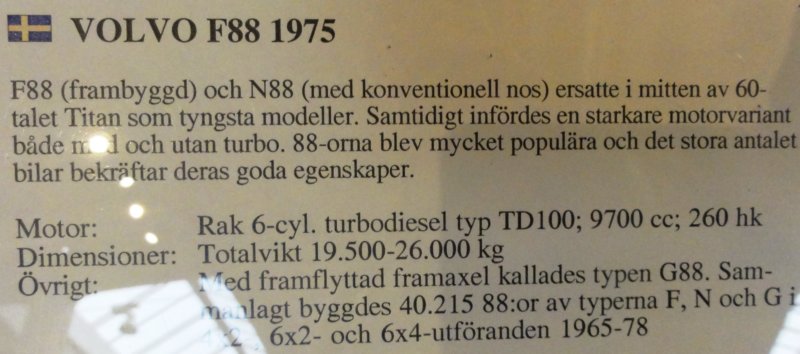 VOLVO F88 1975
F88 (frambyggd) och N88 (med konventionell nos) ersatte i mitten av 60-
talet Titan som tyngsta modeller. Samtidigt infördes en starkare motorvariant
både med och utan turbo. 88-orna blev mycket populära och det stora antalet
bilar bekräftar deras goda egenskaper.
Motor: Rak 6-cyl. turbodiesel typ TD100; 9700 cc; 260 hk
Dimensioner: Totalvikt 19.500-26.000 kg
Övrigt: Med framflyttad framaxel kallades typen G88. Sam-
manlagt byggdes 40.215 88:or av typerna F, N och G i
4x2-, 6x2- och 6x4-utföranden 1965-78